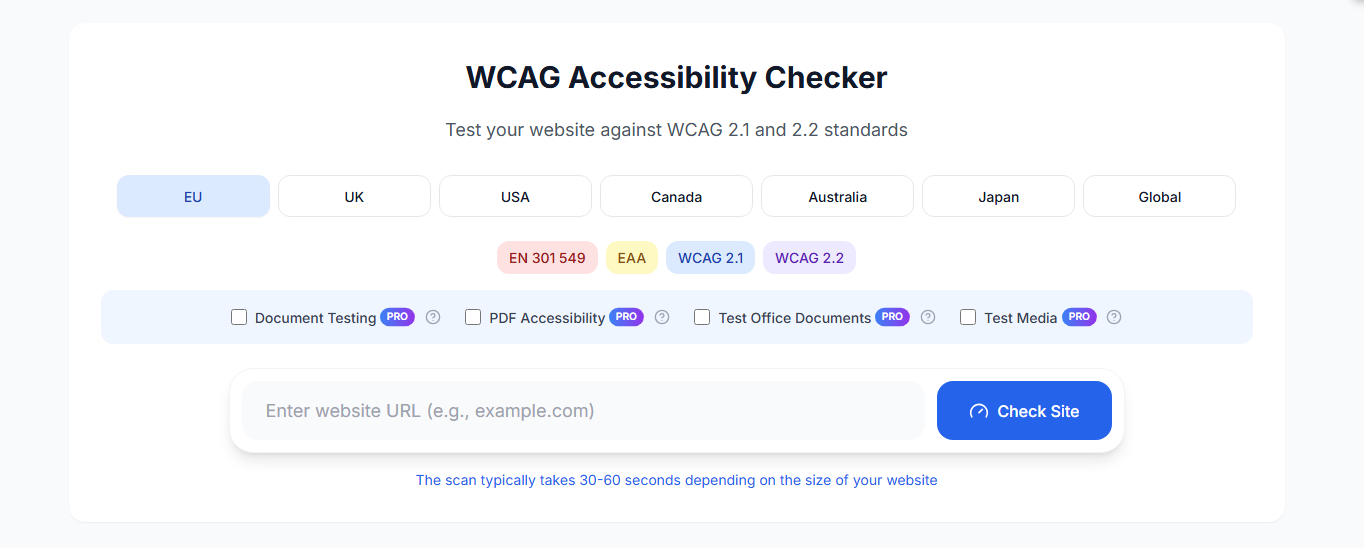 WCAG Accessibility Checker
Test your website against WCAG 2.1 and 2.2 standards
EU UK USA Canada Australia Japan Global
EN 301 549 EAA WCAG 2.1 WCAG 2.2
Document Testing PRO ? PDF Accessibility PRO ? Test Office Documents PRO ? Test Media PRO ?
Enter website URL (e.g., example.com) Check Site
The scan typically takes 30-60 seconds depending on the size of your website